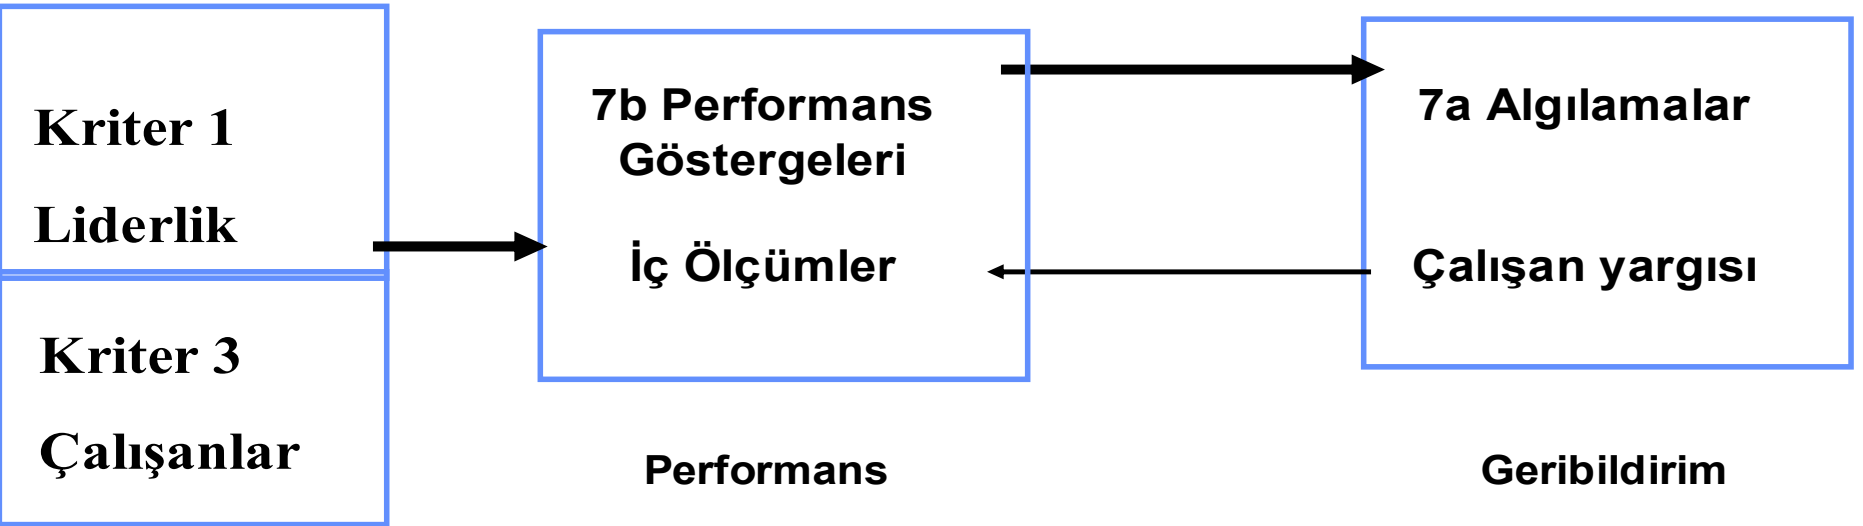 Kriter 1
Liderlik
Kriter 3
Çalışanlar
7b Performans
Göstergeleri
İç Ölçümler
Performans
7a Algılamalar
Çalışan yargısı
Geribildirim